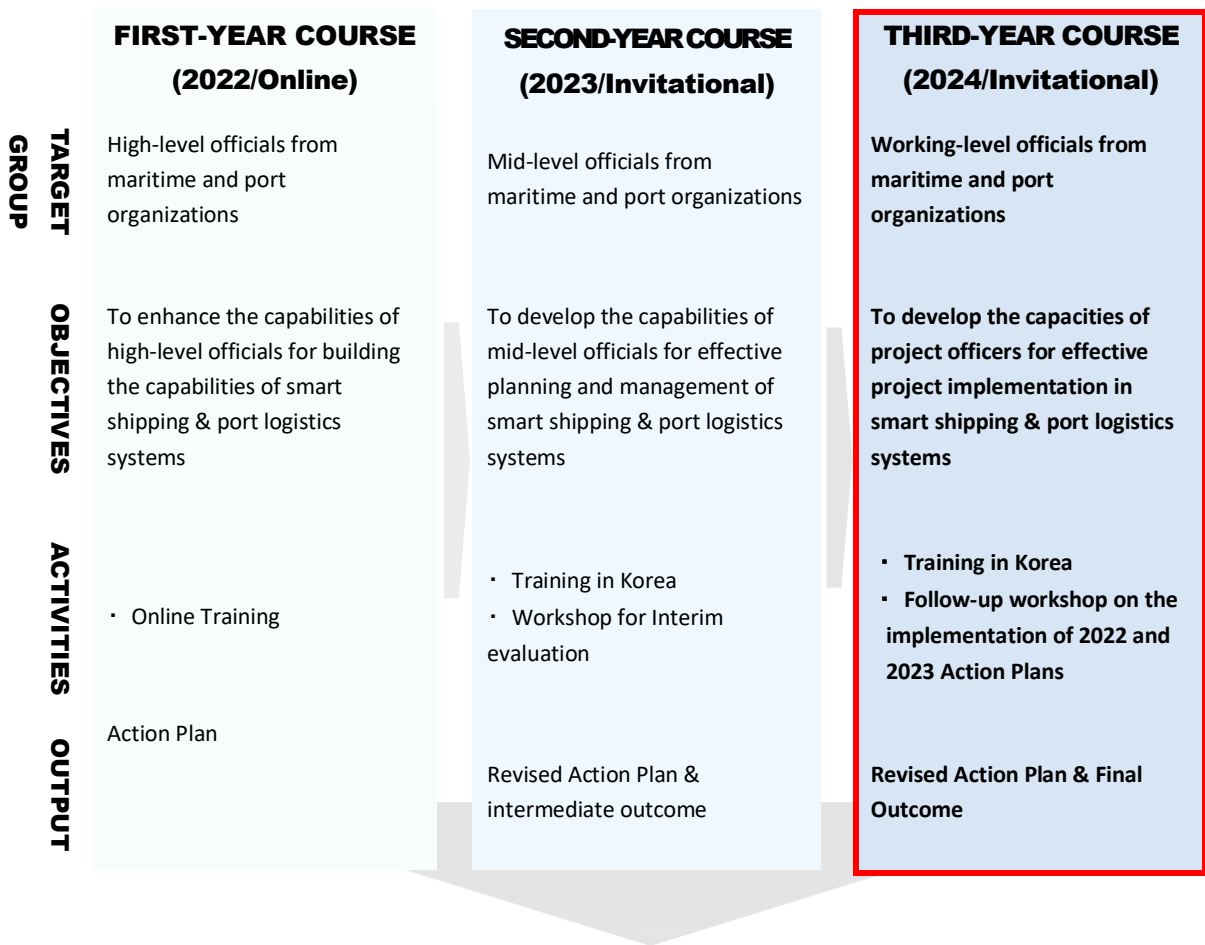 FIRST-YEAR COURSE
(2022/Online)
SECOND-YEAR COURSE
(2023/Invitational)
THIRD-YEAR COURSE
(2024/Invitational)
TARGET
GROUP
High-level officials from
maritime and port
organizations
Mid-level officials from
maritime and port organizations
Working-level officials from
maritime and port
organizations
OBJECTIVES
To enhance the capabilities of
high-level officials for building
the capabilities of smart
shipping & port logistics
systems
To develop the capabilities of
mid-level officials for effective
planning and management of
smart shipping & port logistics
systems
To develop the capacities of
project officers for effective
project implementation in
smart shipping & port logistics
systems
ACTIVITIES
· Online Training
· Training in Korea
· Workshop for Interim
evaluation
· Training in Korea
· Follow-up workshop on the
implementation of 2022 and
2023 Action Plans
OUTPUT
Action Plan
Revised Action Plan &
intermediate outcome
Revised Action Plan & Final
Outcome